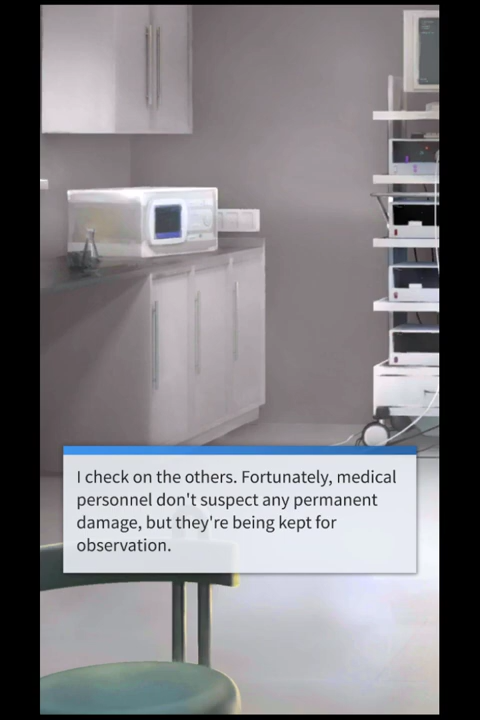 I check on the others. Fortunately, medical
personnel don't suspect any permanent
damage, but they're being kept for
observation.